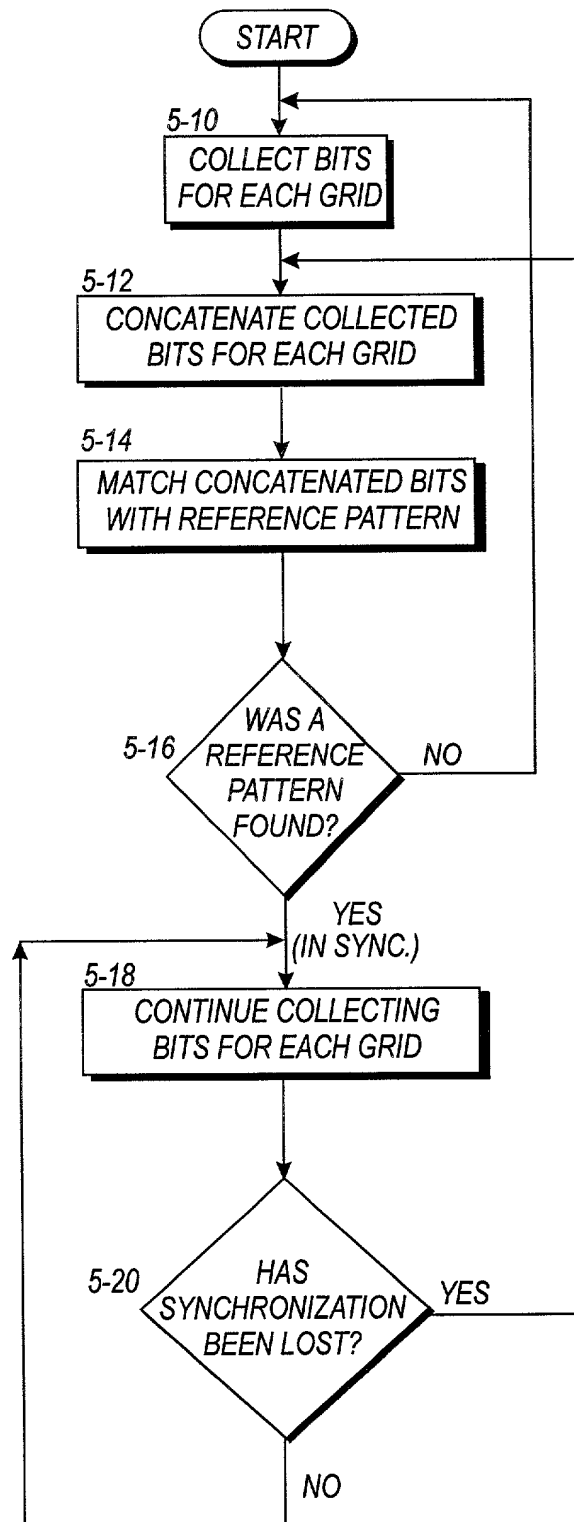 START
5-10
COLLECT BITS
FOR EACH GRID
5-12
CONCATENATE COLLECTED
BITS FOR EACH GRID
5-14
MATCH CONCATENATED BITS
WITH REFERENCE PATTERN
5-16
WAS A
REFERENCE
PATTERN
FOUND?
NO
YES
(IN SYNC.)
5-18
CONTINUE COLLECTING
BITS FOR EACH GRID
5-20
HAS
SYNCHRONIZATION
BEEN LOST?
YES
NO